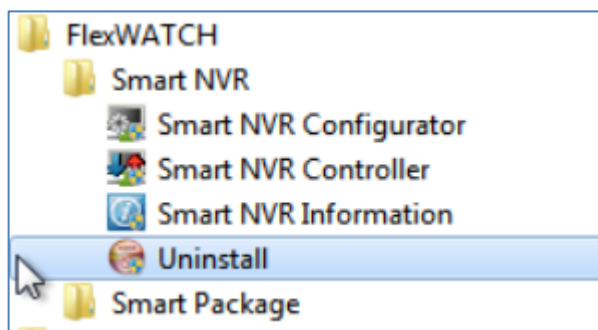 FlexWATCH
Smart NVR
Smart NVR Configurator
Smart NVR Controller
Smart NVR Information
Uninstall
Smart Package